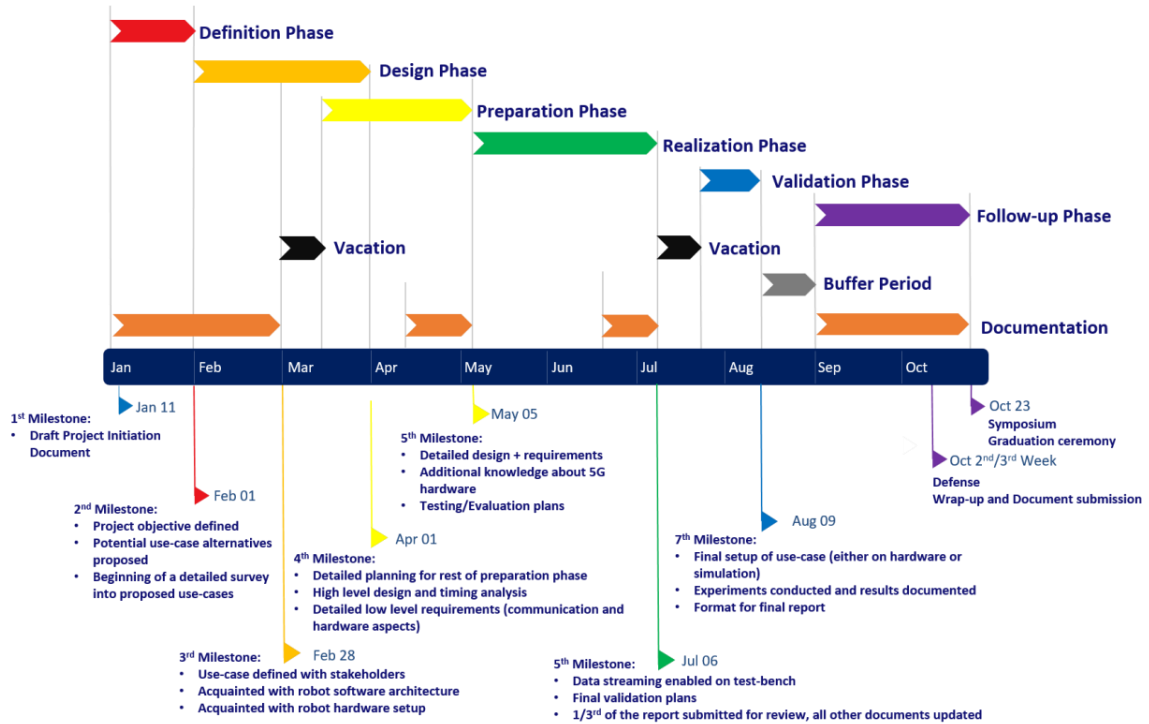 Definition Phase
Design Phase
Preparation Phase
Realization Phase
Validation Phase
Follow-up Phase
Vacation
Vacation
Buffer Period
Documentation
Jan Feb Mar Apr May Jun Jul Aug Sep Oct
Jan 11
1st Milestone:
• Draft Project Initiation
Document
Feb 01
2nd Milestone:
• Project objective defined
• Potential use-case alternatives
proposed
• Beginning of a detailed survey
into proposed use-cases
Feb 28
3rd Milestone:
• Use-case defined with stakeholders
• Acquainted with robot software architecture
• Acquainted with robot hardware setup
Apr 01
4th Milestone:
• Detailed planning for rest of preparation phase
• High level design and timing analysis
• Detailed low level requirements (communication and
hardware aspects)
May 05
5th Milestone:
• Detailed design + requirements
• Additional knowledge about 5G
hardware
• Testing/Evaluation plans
Jul 06
5th Milestone:
• Data streaming enabled on test-bench
• Final validation plans
• 1/3rd of the report submitted for review, all other documents updated
Aug 09
7th Milestone:
• Final setup of use-case (either on hardware or
simulation)
• Experiments conducted and results documented
• Format for final report
Oct 2nd/3rd Week
Defense
Wrap-up and Document submission
Oct 23
Symposium
Graduation ceremony